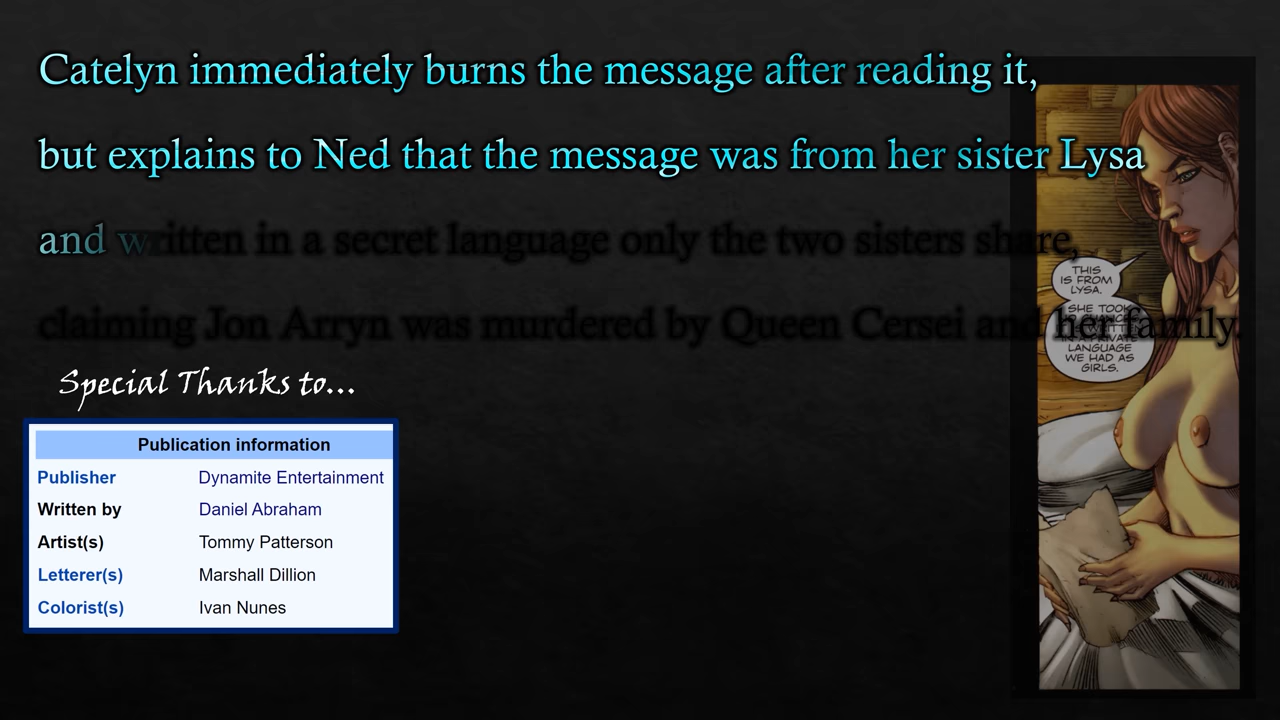 Catelyn immediately burns the message after reading it,
but explains to Ned that the message was from her sister Lysa
and written in a secret language only the two sisters share,
claiming Jon Arryn was murdered by Queen Cersei and her family.
THIS
IS FROM
LYSA.
SHE TOOK
IN A PRIVATE
LANGUAGE
WE HAD AS
GIRLS.
Special Thanks to...
Publication information
Publisher Dynamite Entertainment
Written by Daniel Abraham
Artist(s) Tommy Patterson
Letterer(s) Marshall Dillion
Colorist(s) Ivan Nunes